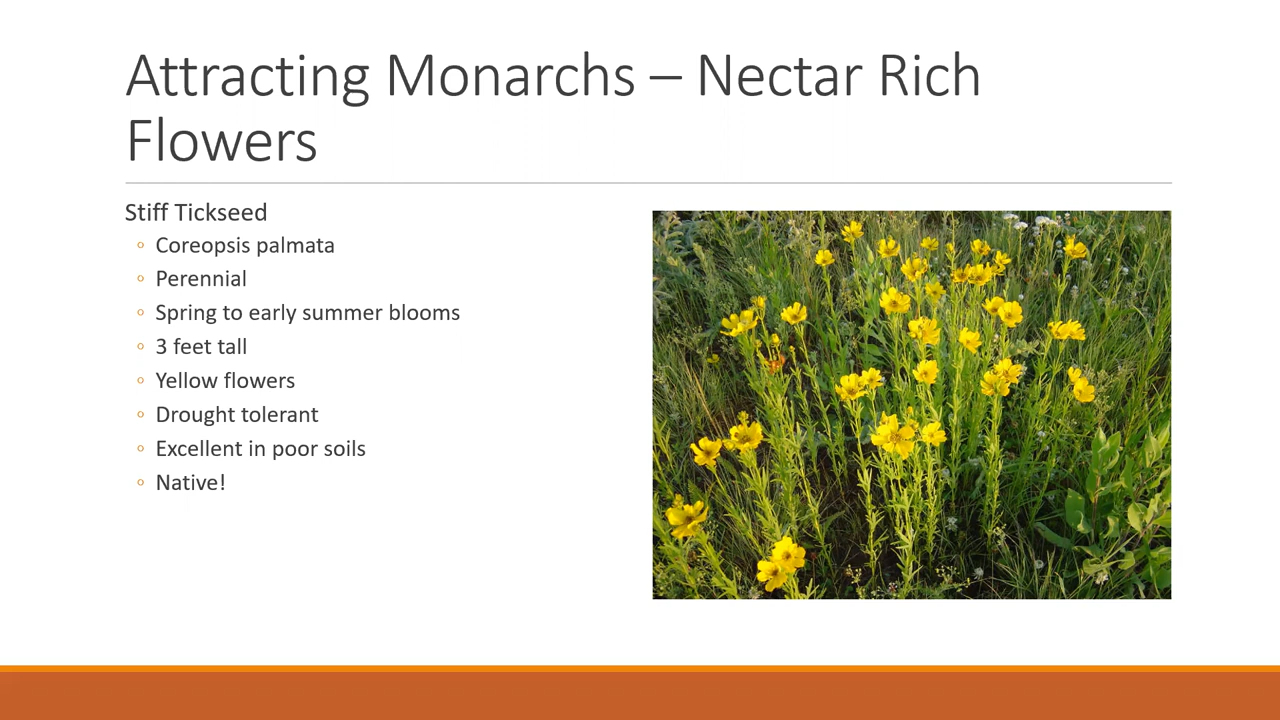 Attracting Monarchs – Nectar Rich
Flowers
Stiff Tickseed
◦ Coreopsis palmata
◦ Perennial
◦ Spring to early summer blooms
◦ 3 feet tall
◦ Yellow flowers
◦ Drought tolerant
◦ Excellent in poor soils
◦ Native!